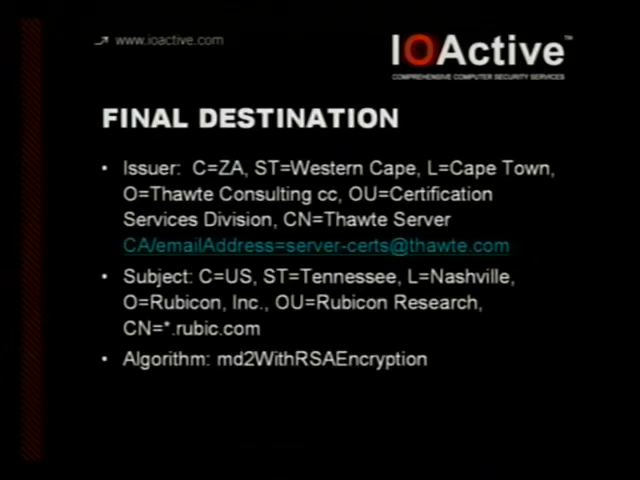 www.ioactive.com
IOActive™
COMPREHENSIVE COMPUTER SECURITY SERVICES
FINAL DESTINATION
• Issuer: C=ZA, ST=Western Cape, L=Cape Town,
O=Thawte Consulting cc, OU=Certification
Services Division, CN=Thawte Server
CA/emailAddress=server-certs@thawte.com
• Subject: C=US, ST=Tennessee, L=Nashville,
O=Rubicon, Inc., OU=Rubicon Research,
CN=*.rubic.com
• Algorithm: md2WithRSAEncryption